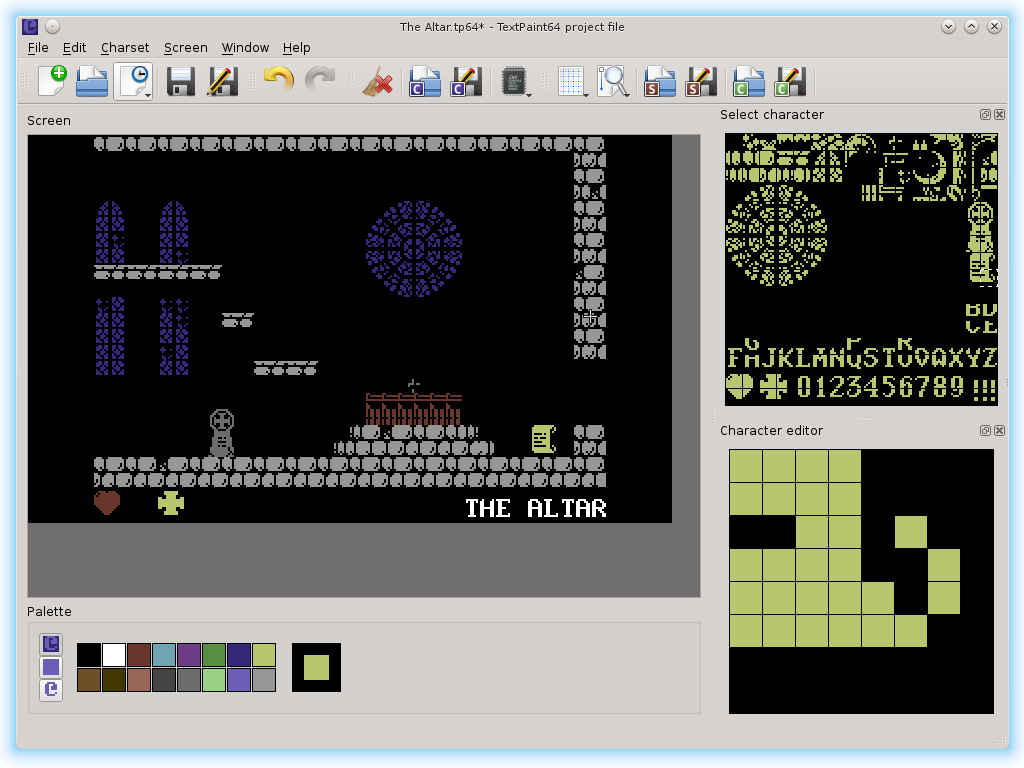 The Altar.tp64* - TextPaint64 project file
File Edit Charset Screen Window Help
Screen
Select character
THE ALTAR
FHJKLMNQSTUVWXYZ
0123456789 !!!
Character editor
Palette